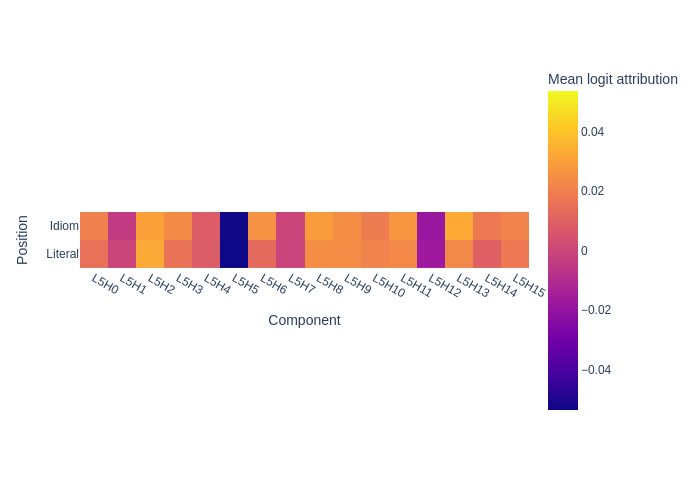 Mean logit attribution
0.04
0.02
0
−0.02
−0.04
Position
Idiom
Literal
L5H0 L5H1 L5H2 L5H3 L5H4 L5H5 L5H6 L5H7 L5H8 L5H9 L5H10 L5H11 L5H12 L5H13 L5H14 L5H15
Component